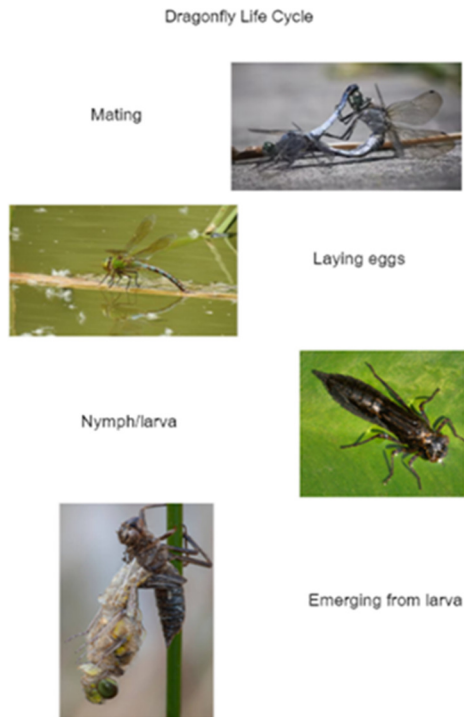 Dragonfly Life Cycle
Mating
Laying eggs
Nymph/larva
Emerging from larva